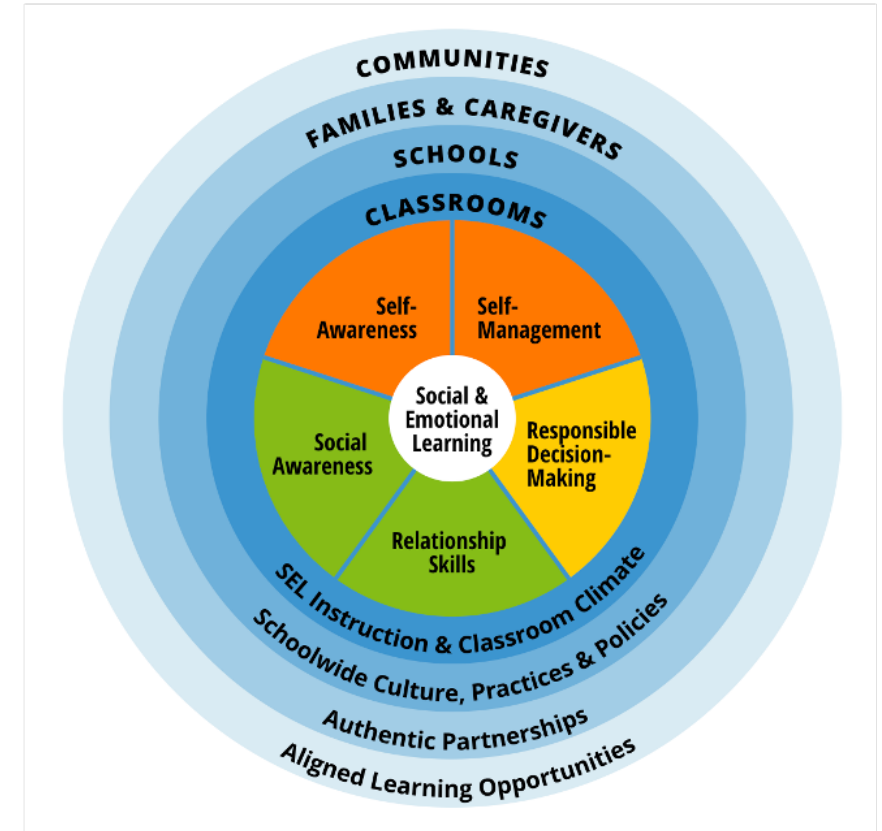 COMMUNITIES
FAMILIES & CAREGIVERS
SCHOOLS
CLASSROOMS
Self-
Awareness
Self-
Management
Social &
Emotional
Learning
Social
Awareness
Responsible
Decision-
Making
Relationship
Skills
SEL Instruction & Classroom Climate
Schoolwide Culture, Practices & Policies
Authentic Partnerships
Aligned Learning Opportunities